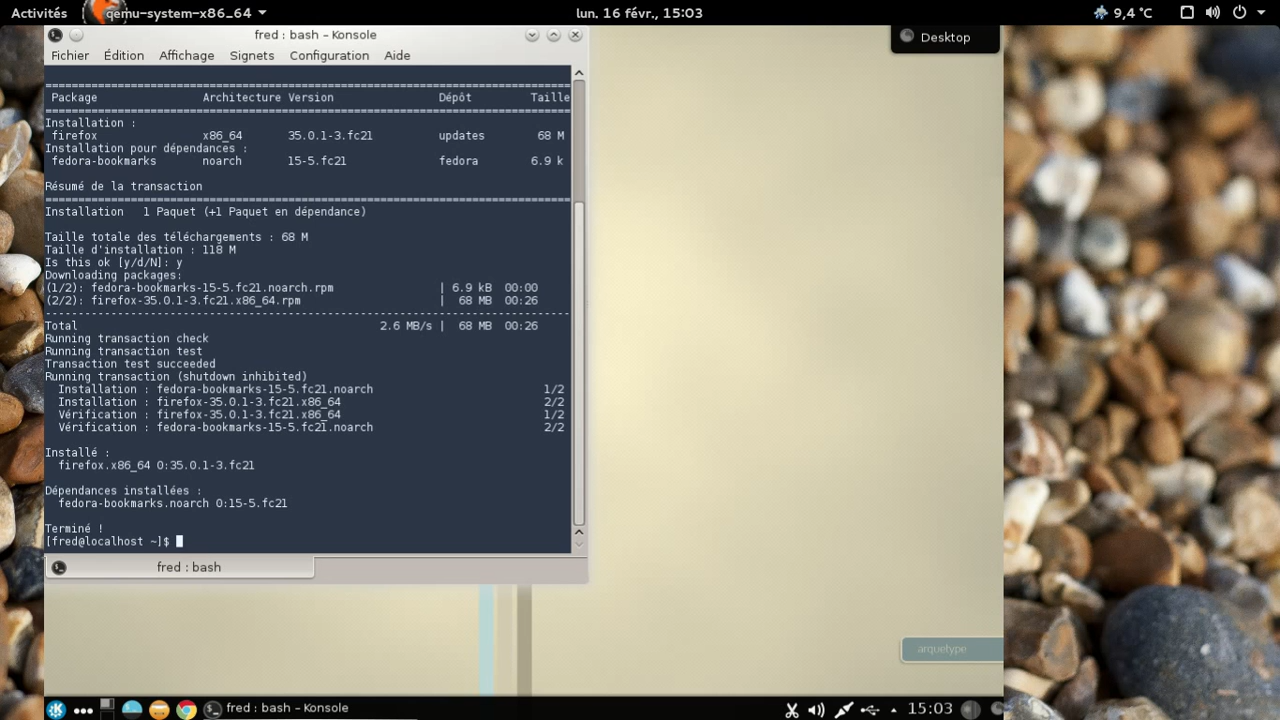 Activités qemu-system-x86_64 lun. 16 févr., 15:03 9,4 °C
fred : bash – Konsole
Desktop
Fichier Édition Affichage Signets Configuration Aide
================================================================================
Package Architecture Version Dépôt Taille
================================================================================
Installation :
firefox x86_64 35.0.1-3.fc21 updates 68 M
Installation pour dépendances :
fedora-bookmarks noarch 15-5.fc21 fedora 6.9 k
Résumé de la transaction
================================================================================
Installation 1 Paquet (+1 Paquet en dépendance)
Taille totale des téléchargements : 68 M
Taille d'installation : 118 M
Is this ok [y/d/N]: y
Downloading packages:
(1/2): fedora-bookmarks-15-5.fc21.noarch.rpm | 6.9 kB 00:00
(2/2): firefox-35.0.1-3.fc21.x86_64.rpm | 68 MB 00:26
--------------------------------------------------------------------------------
Total 2.6 MB/s | 68 MB 00:26
Running transaction check
Running transaction test
Transaction test succeeded
Running transaction (shutdown inhibited)
Installation : fedora-bookmarks-15-5.fc21.noarch 1/2
Installation : firefox-35.0.1-3.fc21.x86_64 2/2
Vérification : firefox-35.0.1-3.fc21.x86_64 1/2
Vérification : fedora-bookmarks-15-5.fc21.noarch 2/2
Installé :
firefox.x86_64 0:35.0.1-3.fc21
Dépendances installées :
fedora-bookmarks.noarch 0:15-5.fc21
Terminé !
[fred@localhost ~]$
fred : bash
arquetype
fred : bash – Konsole 15:03